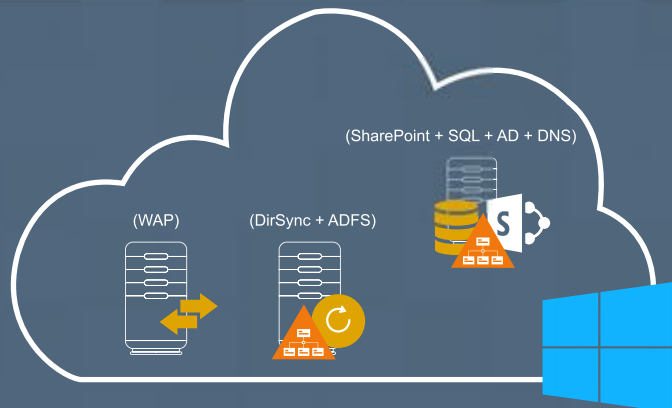 (SharePoint + SQL + AD + DNS)
(WAP)
(DirSync + ADFS)
S